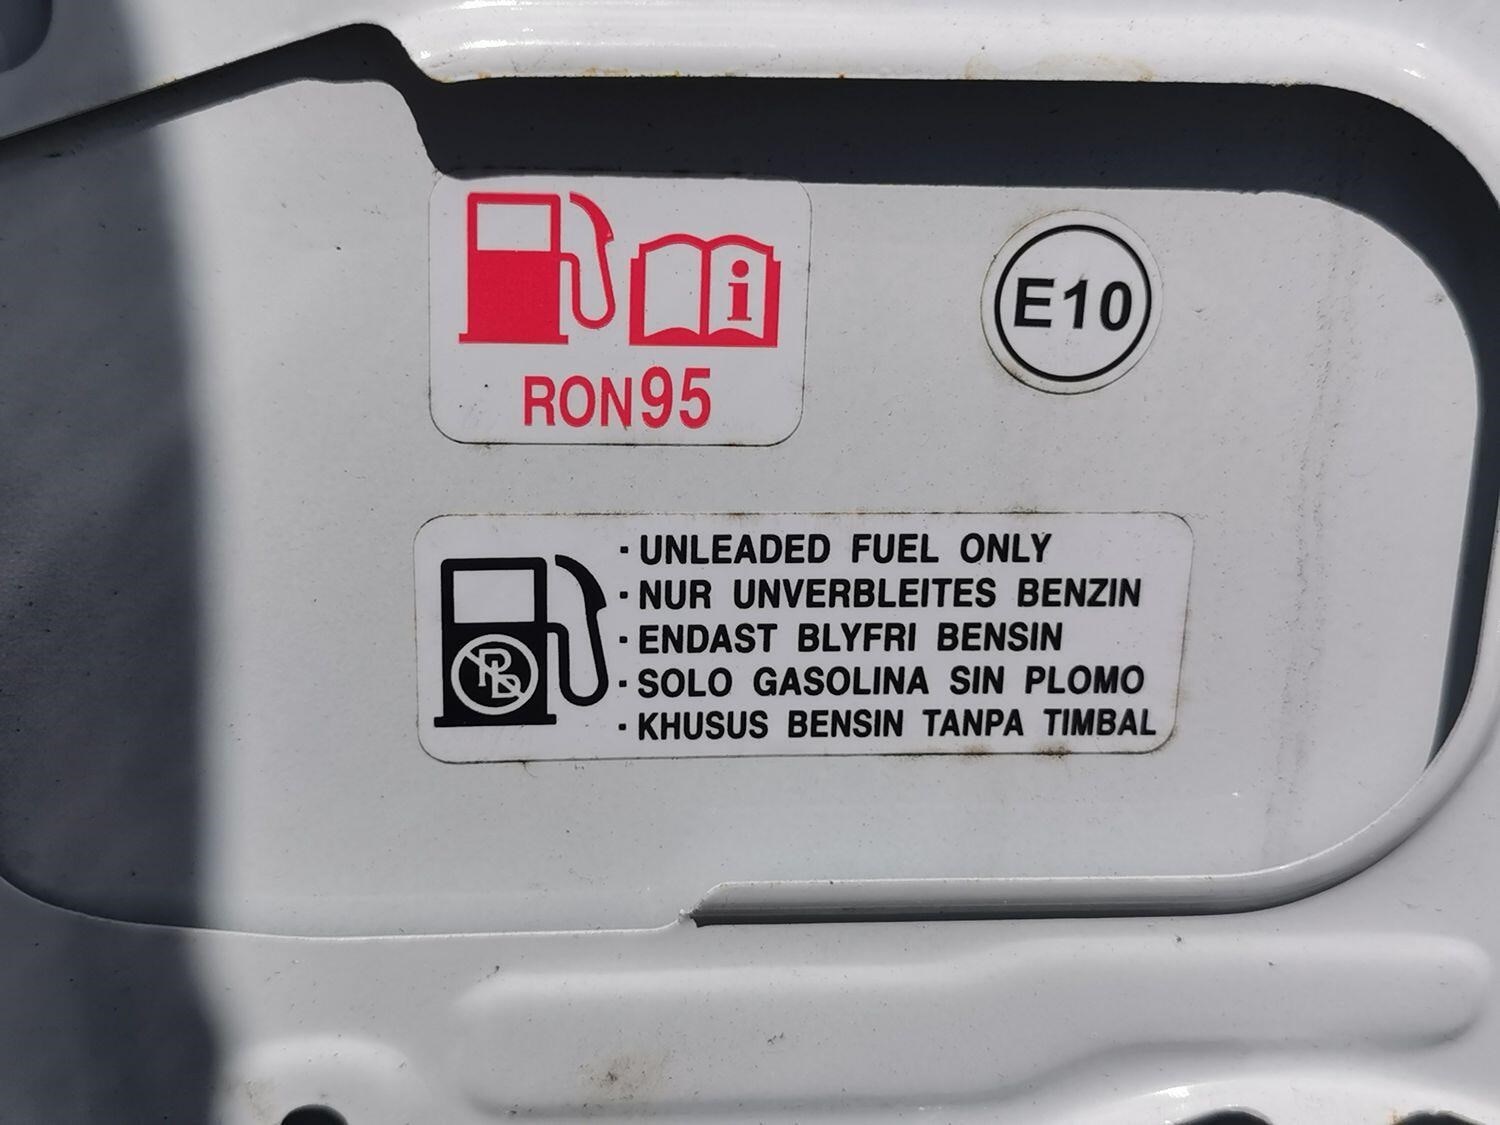 i
RON95
E10
· UNLEADED FUEL ONLY
· NUR UNVERBLEITES BENZIN
· ENDAST BLYFRI BENSIN
Pb
· SOLO GASOLINA SIN PLOMO
· KHUSUS BENSIN TANPA TIMBAL